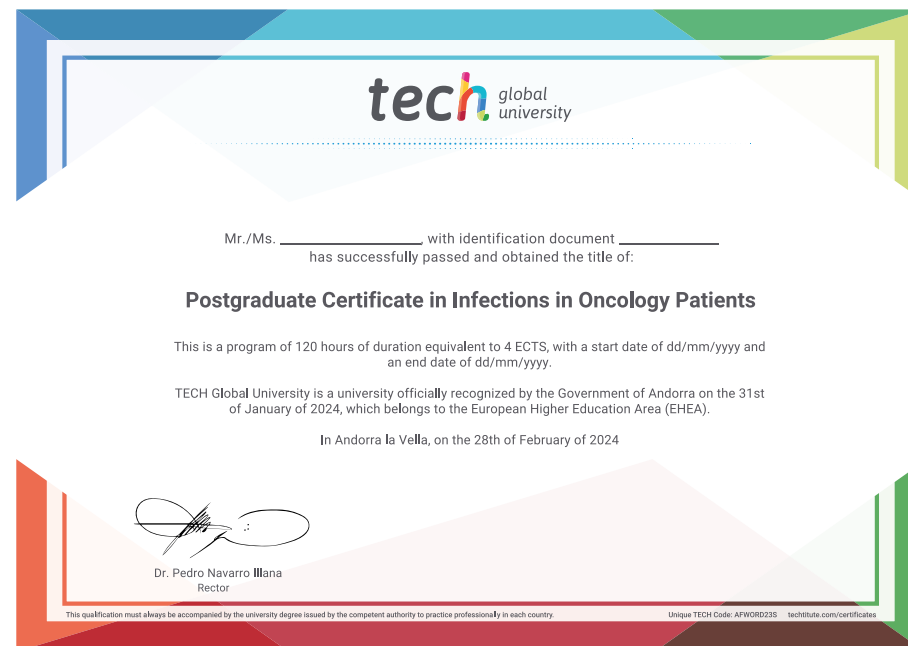 tech global university
Mr./Ms. ____________________, with identification document ______________
has successfully passed and obtained the title of:
Postgraduate Certificate in Infections in Oncology Patients
This is a program of 120 hours of duration equivalent to 4 ECTS, with a start date of dd/mm/yyyy and
an end date of dd/mm/yyyy.
TECH Global University is a university officially recognized by the Government of Andorra on the 31st
of January of 2024, which belongs to the European Higher Education Area (EHEA).
In Andorra la Vella, on the 28th of February of 2024
Dr. Pedro Navarro Illana
Rector
This qualification must always be accompanied by the university degree issued by the competent authority to practice professionally in each country. Unique TECH Code: AFWORD23S techtitute.com/certificates